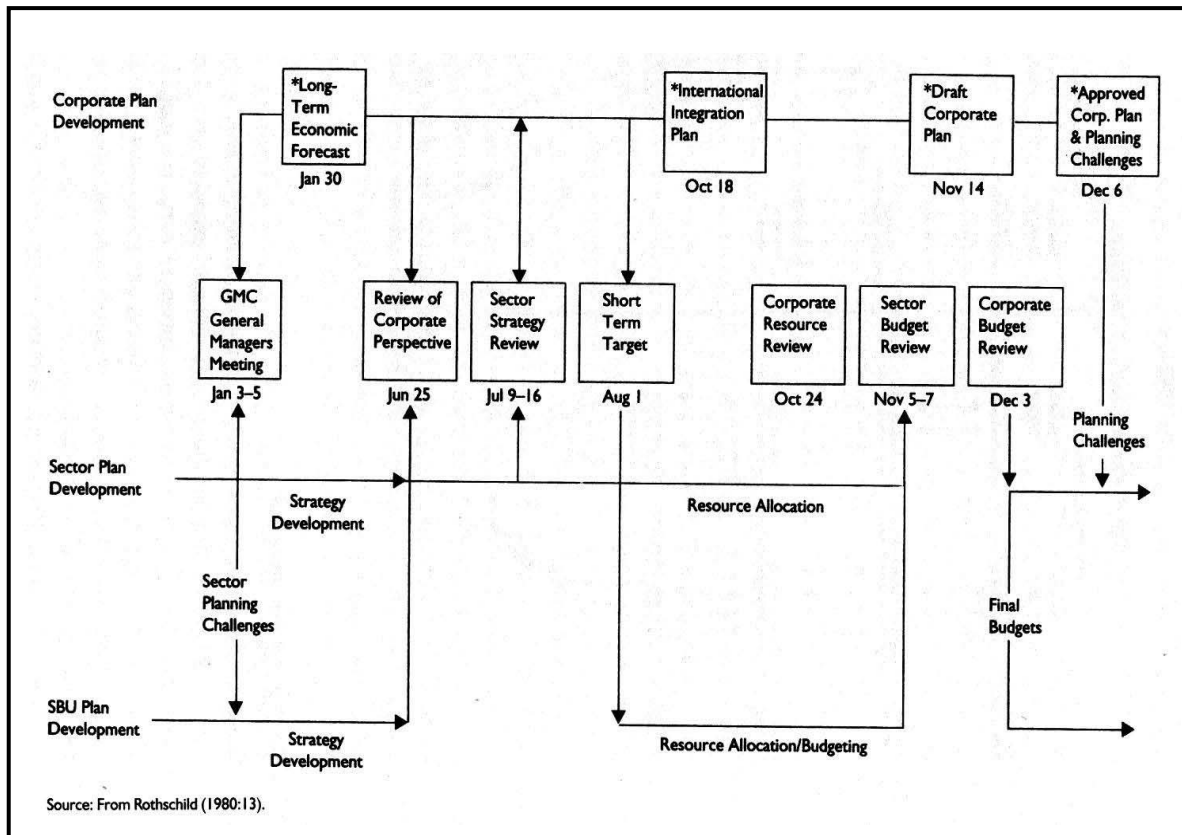 Corporate Plan
Development
*Long-
Term
Economic
Forecast
Jan 30
*International
Integration
Plan
Oct 18
*Draft
Corporate
Plan
Nov 14
*Approved
Corp. Plan
& Planning
Challenges
Dec 6
GMC
General
Managers
Meeting
Jan 3–5
Review of
Corporate
Perspective
Jun 25
Sector
Strategy
Review
Jul 9–16
Short
Term
Target
Aug 1
Corporate
Resource
Review
Oct 24
Sector
Budget
Review
Nov 5–7
Corporate
Budget
Review
Dec 3
Planning
Challenges
Sector Plan
Development
Strategy
Development
Resource Allocation
Sector
Planning
Challenges
Final
Budgets
SBU Plan
Development
Strategy
Development
Resource Allocation/Budgeting
Source: From Rothschild (1980:13).